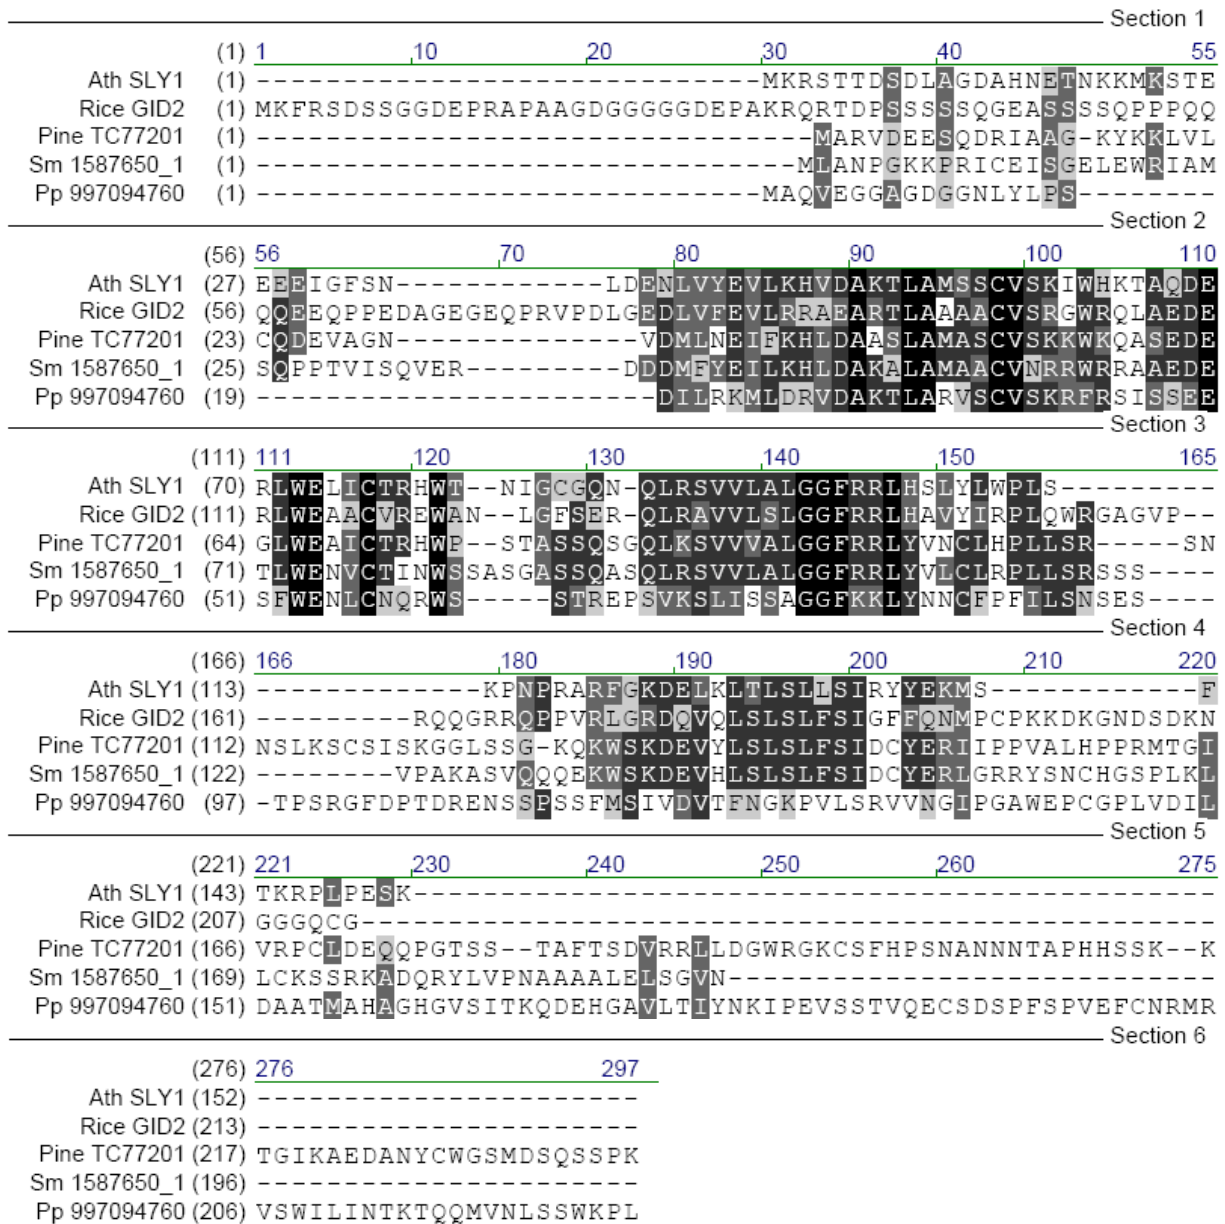 Section 1
(1) 1 10 20 30 40 55
Ath SLY1 (1) -----------------------------MKRSTTDSDLAGDAHNETNKKMKSTE
Rice GID2 (1) MKFRSDSSGGDEPRAPAAGDGGGGGDEPAKRQRTDPSSSSSQGEASSSSQPPPQQ
Pine TC77201 (1) --------------------------------MARVDEESQDRIAAG-KYKKLVL
Sm 1587650_1 (1) -------------------------------MLANPGKKPRICEISGELEWRIAM
Pp 997094760 (1) -----------------------------MAQVEGGAGDGGNLYLPS--------
Section 2
(56) 56 70 80 90 100 110
Ath SLY1 (27) EEEIGFSN------------LDENLVYEVLKHVDAKTLAMSSCVSKIWHKTAQDE
Rice GID2 (56) QQEEQPPEDAGEGEQPRVPDLGEDLVFEVLRRAEARTLAAAACVSRGWRQLAEDE
Pine TC77201 (23) CQDEVAGN--------------VDMLNEIFKHLDAASLAMASCVSKKWKQASEDE
Sm 1587650_1 (25) SQPPTVISQVER---------DDDMFYEILKHLDAKALAMAACVNRRWRRAAEDE
Pp 997094760 (19) -----------------------DILRKMLDRVDAKTLARVSCVSKRFRSISSEE
Section 3
(111) 111 120 130 140 150 165
Ath SLY1 (70) RLWELICTRHWT--NIGCGQN-QLRSVVLALGGFRRLHSLYLWPLS---------
Rice GID2 (111) RLWEAACVREWAN--LGFSER-QLRAVVLSLGGFRRLHAVYIRPLQWRGAGVP--
Pine TC77201 (64) GLWEAICTRHWP--STASSQSGQLKSVVVALGGFRRLYVNCLHPLLSR-----SN
Sm 1587650_1 (71) TLWENVCTINWSSASGASSQASQLRSVVLALGGFRRLYVLCLRPLLSRSSS----
Pp 997094760 (51) SFWENLCNQRWS-----STREPSVKSLISSAGGFKKLYNNCFPFILSNSES----
Section 4
(166) 166 180 190 200 210 220
Ath SLY1 (113) --------------KPNPRARFGKDELKLTLSLLSIRYYEKMS-----------F
Rice GID2 (161) ---------RQQGRRQPPVRLGRDQVQLSLSLFSIGFFQNMPCPKKDKGNDSDKN
Pine TC77201 (112) NSLKSCSISKGGLSSG-KQKWSKDEVYLSLSLFSIDCYERIIPPVALHPPRMTGI
Sm 1587650_1 (122) --------VPAKASVQQQEKWSKDEVHLSLSLFSIDCYERLGRRYSNCHGSPLKL
Pp 997094760 (97) -TPSRGFDPTDRENSSPSSFMSIVDVTFNGKPVLSRVVNGIPGAWEPCGPLVDIL
Section 5
(221) 221 230 240 250 260 275
Ath SLY1 (143) TKRPLPESK----------------------------------------------
Rice GID2 (207) GGGQCG-------------------------------------------------
Pine TC77201 (166) VRPCLDEQQPGTSS--TAFTSDVRRLLDGWRGKCSFHPSNANNNTAPHHSSK--K
Sm 1587650_1 (169) LCKSSRKADQRYLVPNAAAALELSGVN----------------------------
Pp 997094760 (151) DAATMAHAGHGVSITKQDEHGAVLTIYNKIPEVSSTVQECSDSPFSPVEFCNRMR
Section 6
(276) 276 297
Ath SLY1 (152) ----------------------
Rice GID2 (213) ----------------------
Pine TC77201 (217) TGIKAEDANYCWGSMDSQSSPK
Sm 1587650_1 (196) ----------------------
Pp 997094760 (206) VSWILINTKTQQMVNLSSWKPL